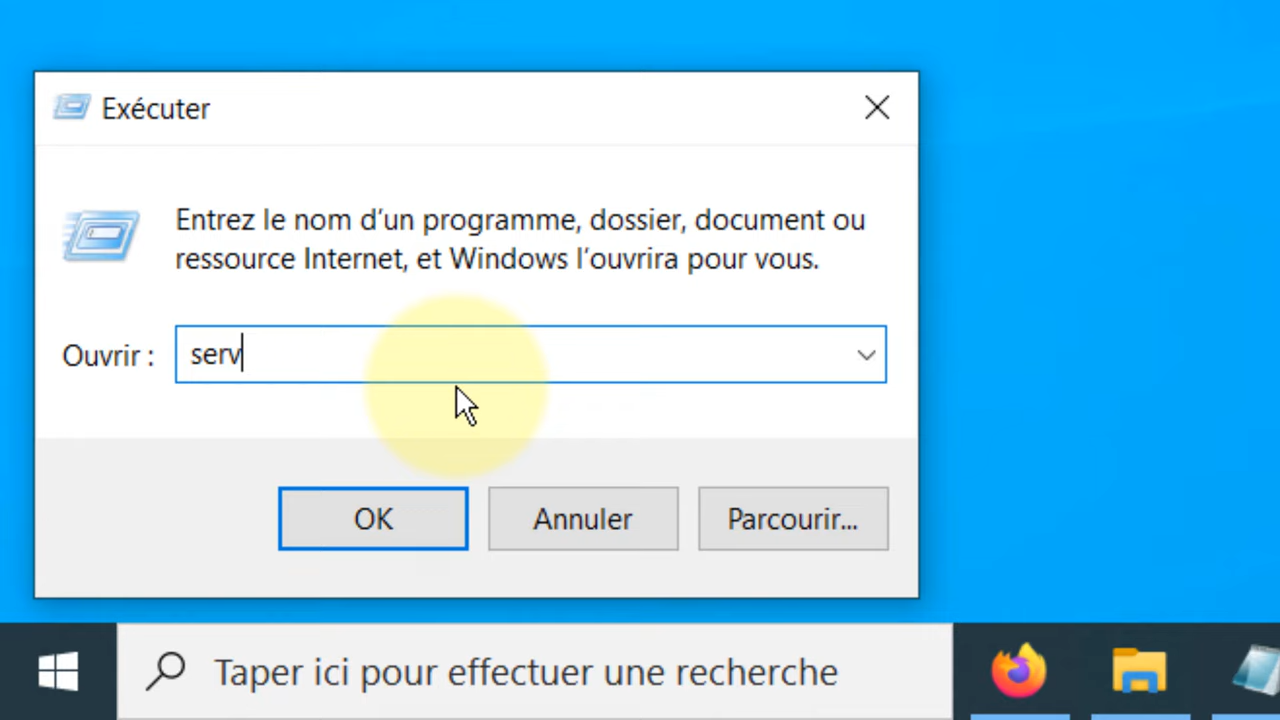 Exécuter
Entrez le nom d’un programme, dossier, document ou
ressource Internet, et Windows l’ouvrira pour vous.
Ouvrir : serv
OK Annuler Parcourir...
Taper ici pour effectuer une recherche